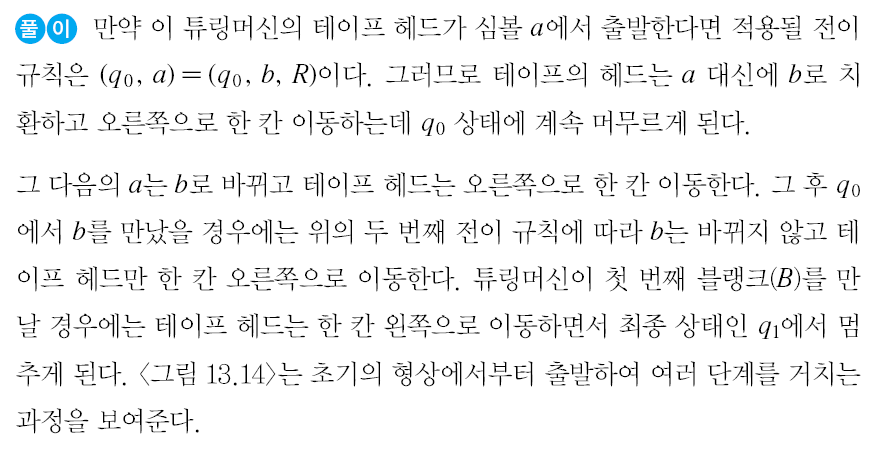 풀이 만약 이 튜링머신의 테이프 헤드가 심볼 a에서 출발한다면 적용될 전이
규칙은 (q₀, a) = (q₀, b, R)이다. 그러므로 테이프의 헤드는 a 대신에 b로 치
환하고 오른쪽으로 한 칸 이동하는데 q₀ 상태에 계속 머무르게 된다.
그 다음의 a는 b로 바뀌고 테이프 헤드는 오른쪽으로 한 칸 이동한다. 그 후 q₀
에서 b를 만났을 경우에는 위의 두 번째 전이 규칙에 따라 b는 바뀌지 않고 테
이프 헤드만 한 칸 오른쪽으로 이동한다. 튜링머신이 첫 번째 블랭크(B)를 만
날 경우에는 테이프 헤드는 한 칸 왼쪽으로 이동하면서 최종 상태인 q₁에서 멈
추게 된다. 〈그림 13.14〉는 초기의 형상에서부터 출발하여 여러 단계를 거치는
과정을 보여준다.